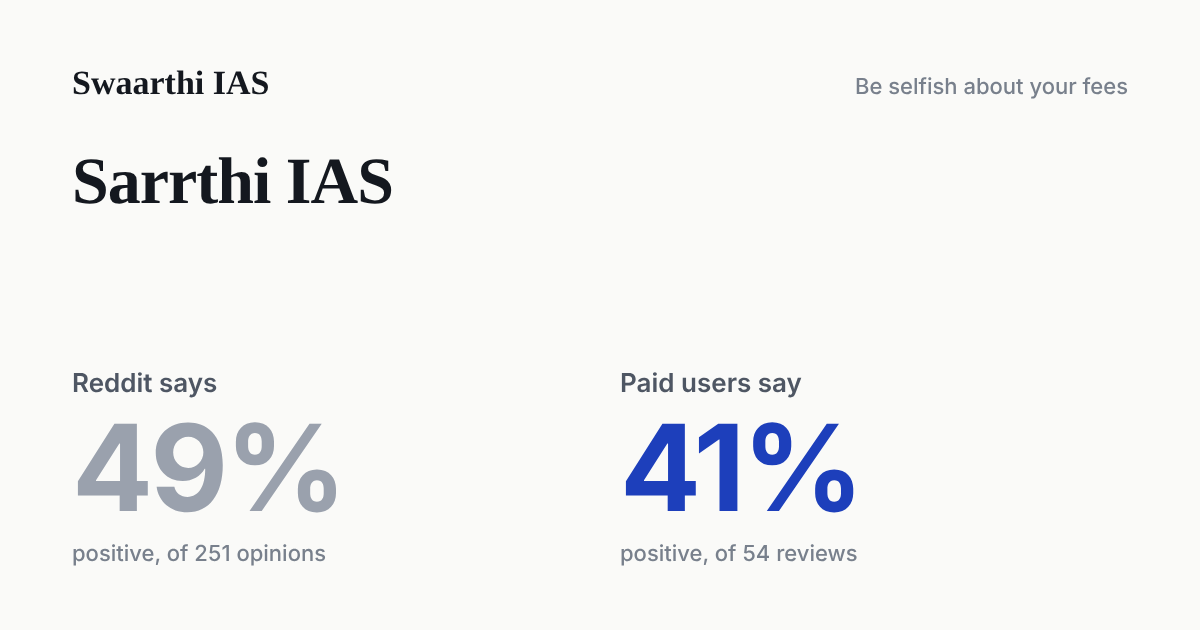 Swaarthi IAS
Be selfish about your fees
Sarrthi IAS
Reddit says
49%
positive, of 251 opinions
Paid users say
41%
positive, of 54 reviews